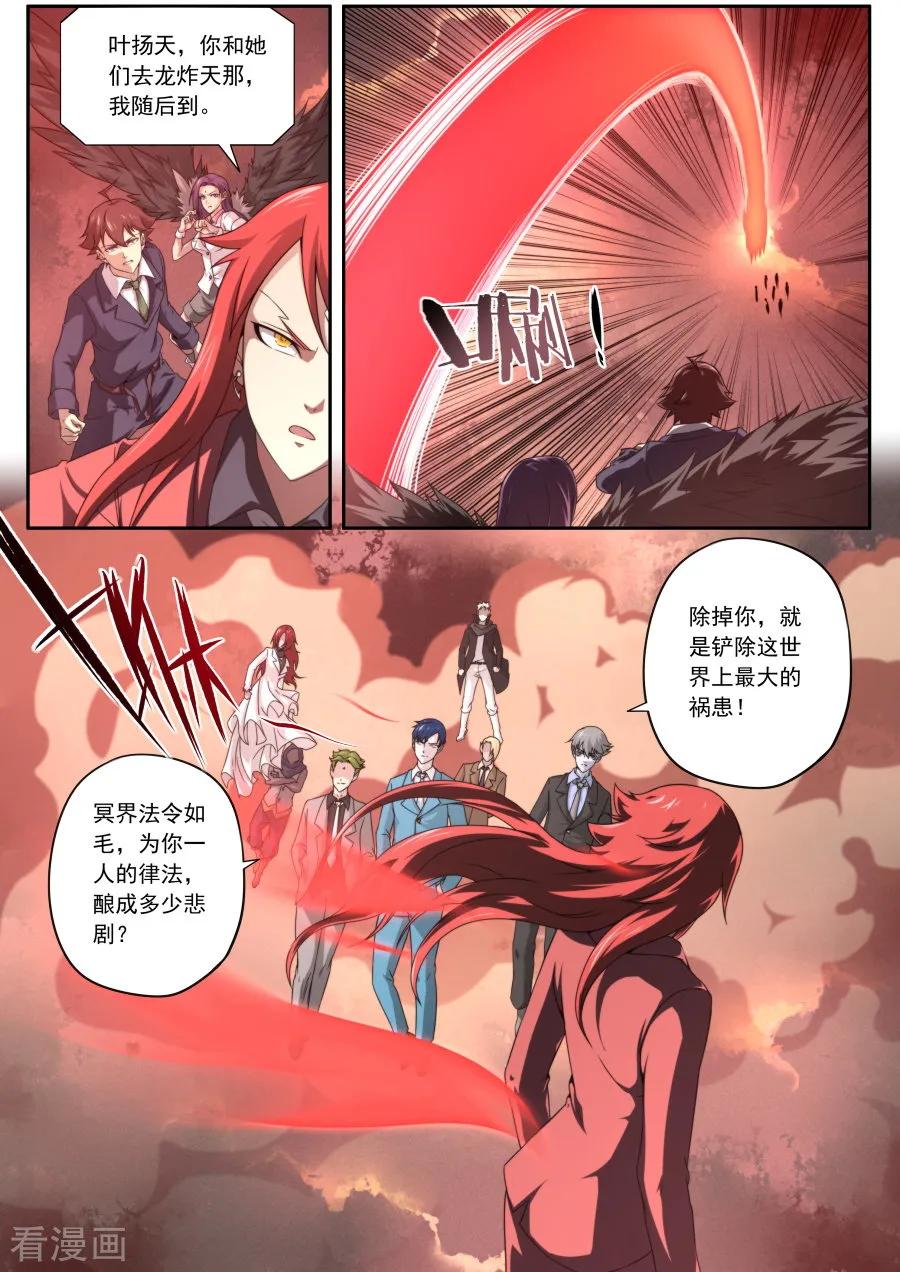 叶扬天，你和她
们去龙炸天那，
我随后到。
唰！
除掉你，就
是铲除这世
界上最大的
祸患！
冥界法令如
毛，为你一
人的律法，
酿成多少悲
剧？
看漫画